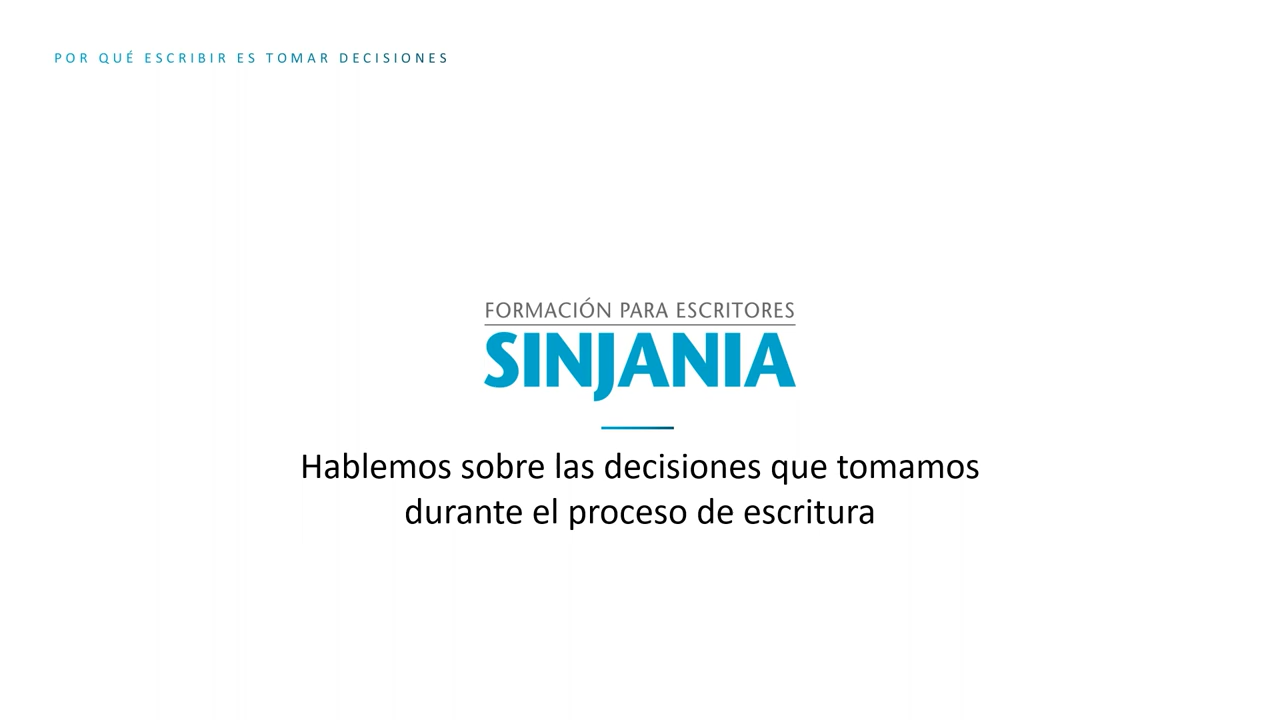 POR QUÉ ESCRIBIR ES TOMAR DECISIONES
FORMACIÓN PARA ESCRITORES
SINJANIA
Hablemos sobre las decisiones que tomamos
durante el proceso de escritura